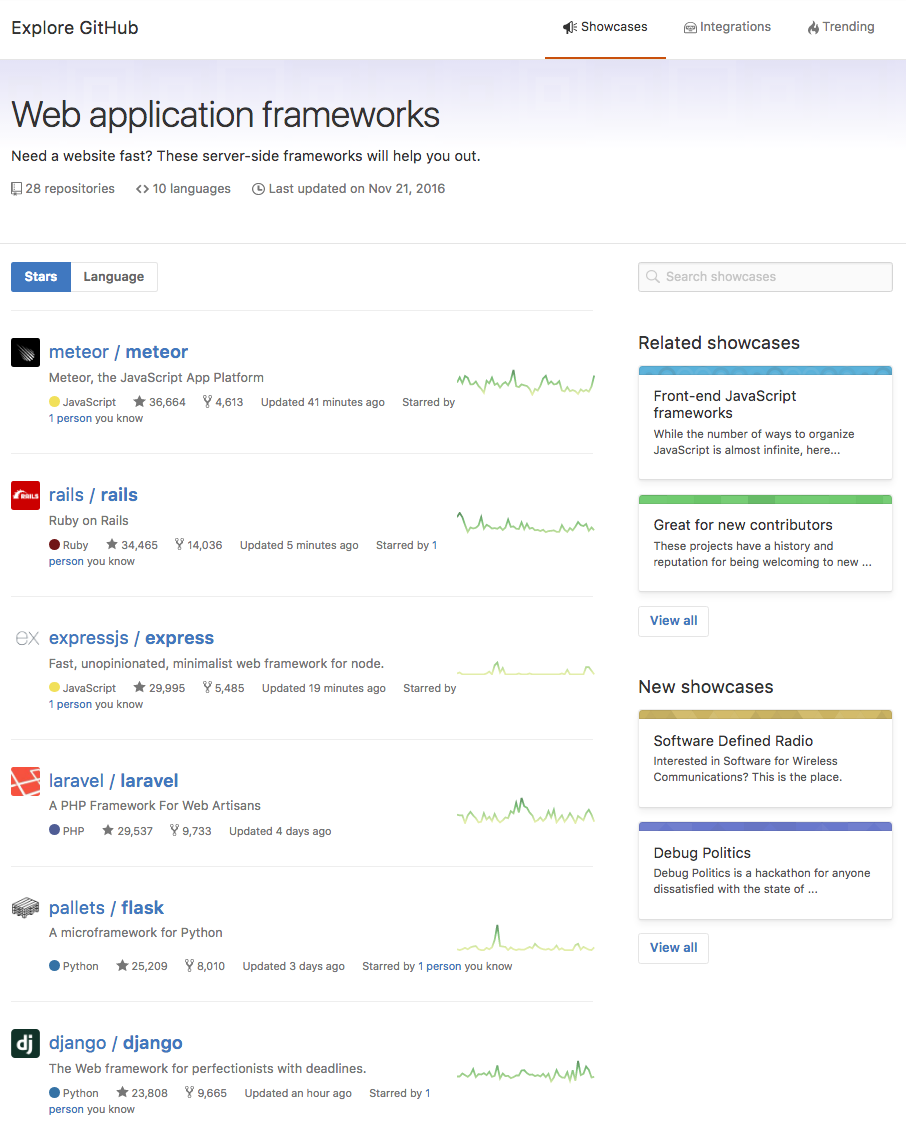 Explore GitHub
Showcases
Integrations
Trending
Web application frameworks
Need a website fast? These server-side frameworks will help you out.
28 repositories
10 languages
Last updated on Nov 21, 2016
Stars
Language
Search showcases
meteor / meteor
Meteor, the JavaScript App Platform
JavaScript 36,664 4,613 Updated 41 minutes ago Starred by
1 person you know
rails / rails
Ruby on Rails
Ruby 34,465 14,036 Updated 5 minutes ago Starred by 1
person you know
ex
expressjs / express
Fast, unopinionated, minimalist web framework for node.
JavaScript 29,995 5,485 Updated 19 minutes ago Starred by
1 person you know
laravel / laravel
A PHP Framework For Web Artisans
PHP 29,537 9,733 Updated 4 days ago
pallets / flask
A microframework for Python
Python 25,209 8,010 Updated 3 days ago Starred by 1 person you know
dj
django / django
The Web framework for perfectionists with deadlines.
Python 23,808 9,665 Updated an hour ago Starred by 1
person you know
Related showcases
Front-end JavaScript
frameworks
While the number of ways to organize
JavaScript is almost infinite, here...
Great for new contributors
These projects have a history and
reputation for being welcoming to new ...
View all
New showcases
Software Defined Radio
Interested in Software for Wireless
Communications? This is the place.
Debug Politics
Debug Politics is a hackathon for anyone
dissatisfied with the state of ...
View all